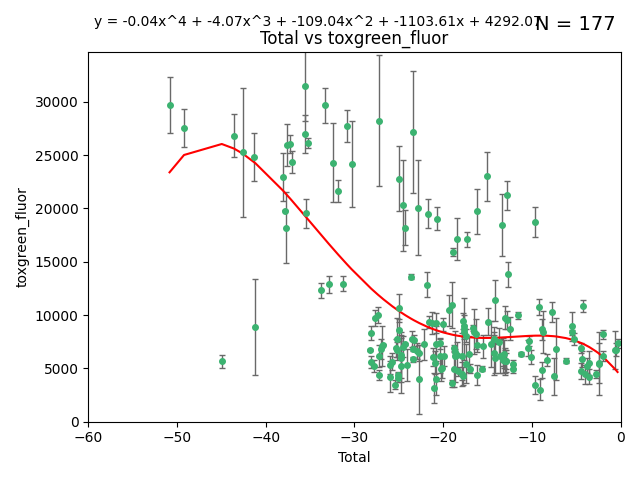 y = -0.04x^4 + -4.07x^3 + -109.04x^2 + -1103.61x + 4292.07
N = 177
Total vs toxgreen_fluor
30000
25000
20000
15000
10000
5000
0
toxgreen_fluor
−60 −50 −40 −30 −20 −10 0
Total